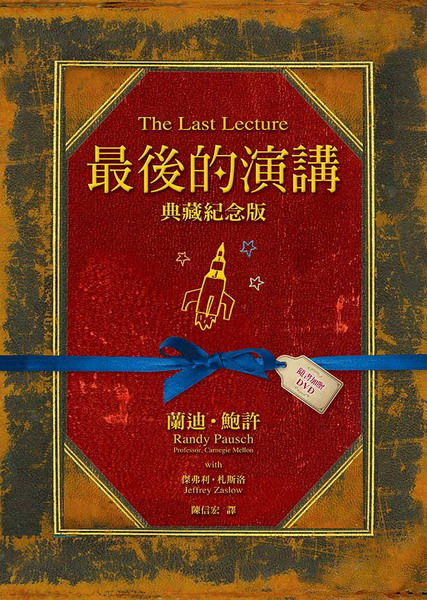 The Last Lecture
最後的演講
典藏紀念版
隨書加贈
DVD
蘭迪·鮑許
Randy Pausch
Professor, Carnegie Mellon
with
傑弗利·札斯洛
Jeffrey Zaslow
陳信宏 譯